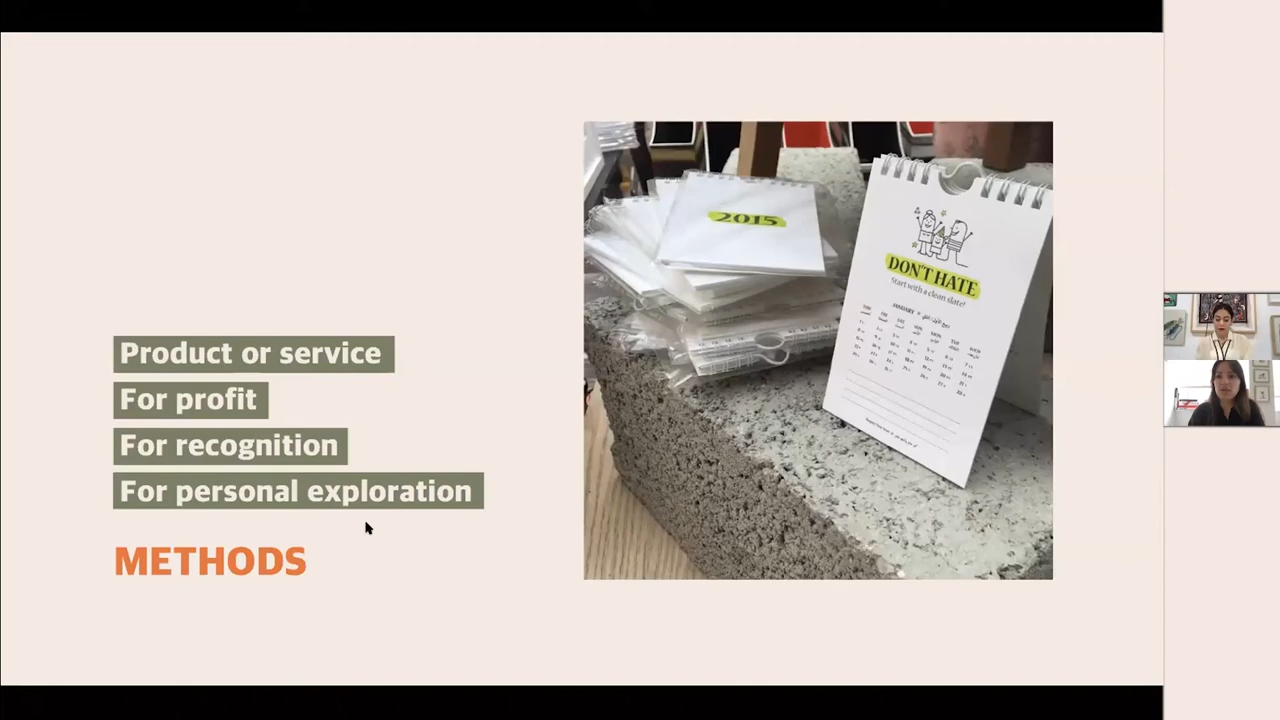 Product or service
For profit
For recognition
For personal exploration
METHODS
2015
DON'T HATE
Start with a clean slate!
JANUARY